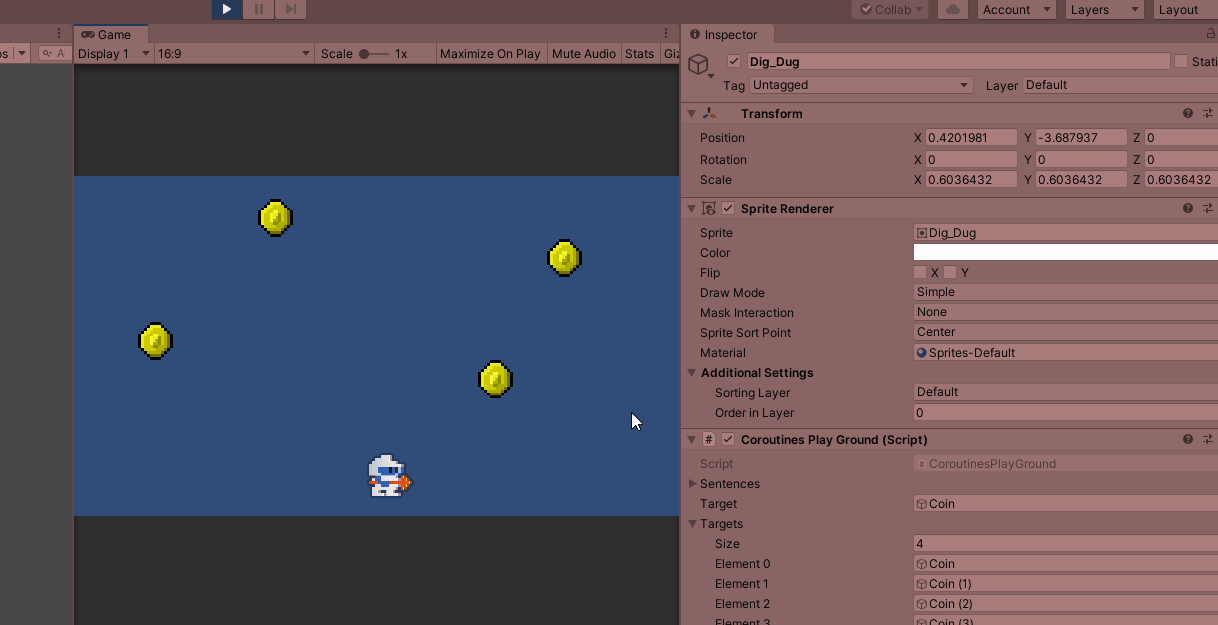 Collab Account Layers Layout
Game
Inspector
Display 1 16:9 Scale 1x Maximize On Play Mute Audio Stats
Dig_Dug
Tag Untagged Layer Default
Transform
Position X 0.4201981 Y -3.687937 Z 0
Rotation X 0 Y 0 Z 0
Scale X 0.6036432 Y 0.6036432 Z 0.6036432
Sprite Renderer
Sprite Dig_Dug
Color
Flip X Y
Draw Mode Simple
Mask Interaction None
Sprite Sort Point Center
Material Sprites-Default
Additional Settings
Sorting Layer Default
Order in Layer 0
# Coroutines Play Ground (Script)
Script # CoroutinesPlayGround
Sentences
Target Coin
Targets
Size 4
Element 0 Coin
Element 1 Coin (1)
Element 2 Coin (2)
Element 3 Coin (3)